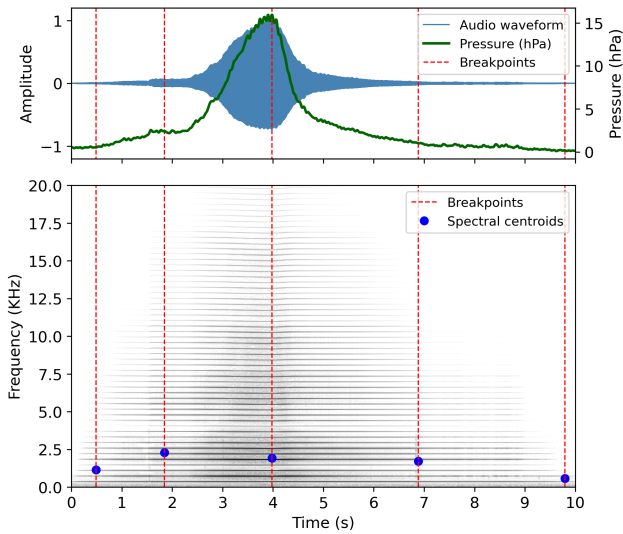 1
0
−1
Amplitude
15
10
5
0
Pressure (hPa)
Audio waveform
Pressure (hPa)
Breakpoints
20.0
17.5
15.0
12.5
10.0
7.5
5.0
2.5
0.0
Frequency (KHz)
Breakpoints
Spectral centroids
0 1 2 3 4 5 6 7 8 9 10
Time (s)